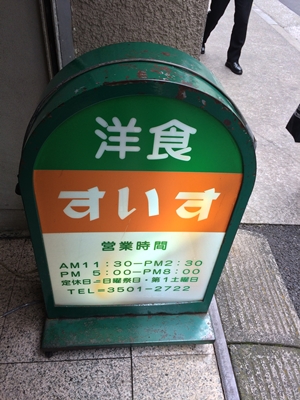 洋食
すいす
営業時間
AM11:30-PM2:30
PM 5:00-PM8:00
定休日=日曜祭日・第1土曜日
TEL=3501-2722